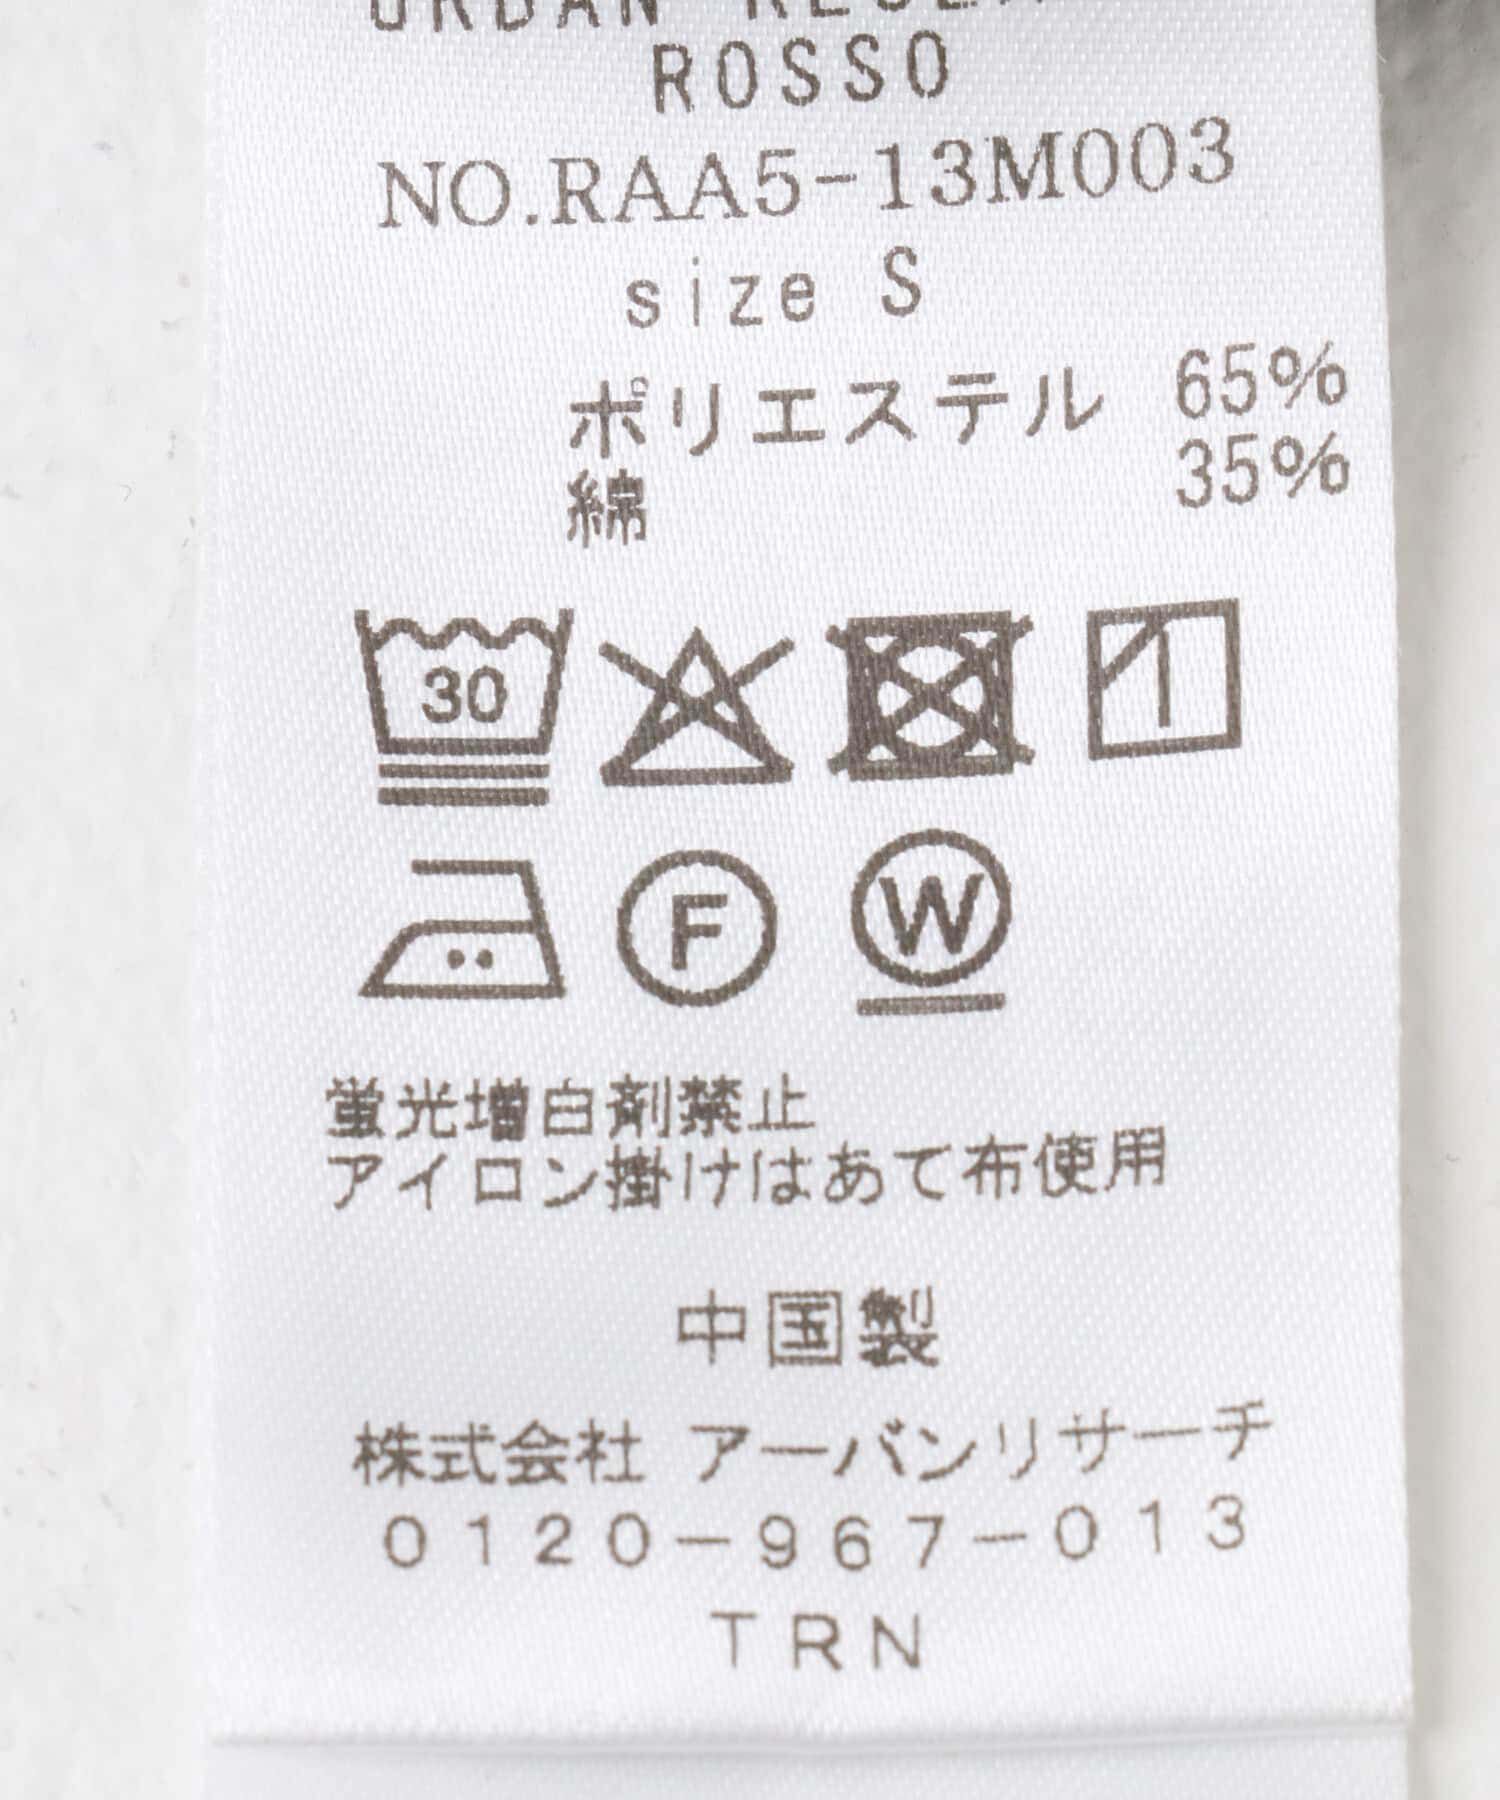 ROSSO
NO.RAA5-13M003
size S
ポリエステル 65%
綿 35%
30
F W
蛍光増白剤禁止
アイロン掛けはあて布使用
中国製
株式会社 アーバンリサーチ
0120-967-013
TRN